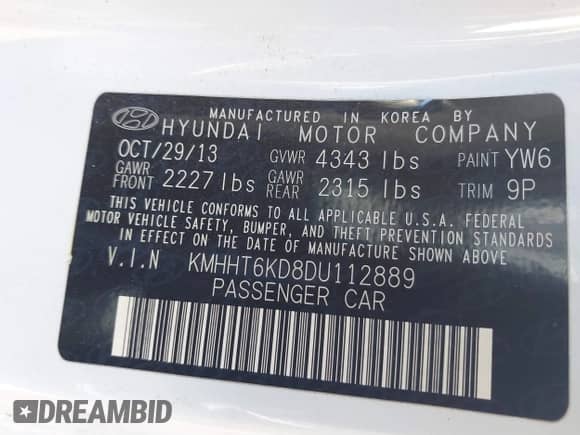 MANUFACTURED IN KOREA BY
HYUNDAI MOTOR COMPANY
OCT/29/13 GVWR 4343 lbs PAINT YW6
GAWR FRONT 2227 lbs GAWR REAR 2315 lbs TRIM 9P
THIS VEHICLE CONFORMS TO ALL APPLICABLE U.S.A. FEDERAL
MOTOR VEHICLE SAFETY, BUMPER, AND THEFT PREVENTION STANDARDS
IN EFFECT ON THE DATE OF MANUFACTURE SHOWN ABOVE.
V.I.N KMHHT6KD8DU112889
PASSENGER CAR
DREAMBID